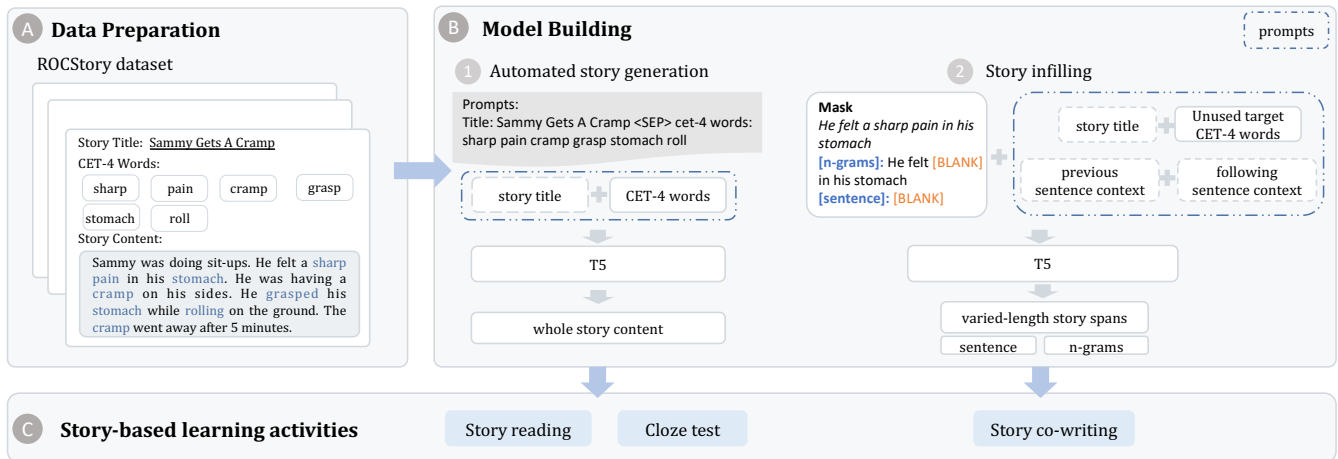 A Data Preparation
ROCStory dataset
Story Title: Sammy Gets A Cramp
CET-4 Words:
sharp pain cramp grasp
stomach roll
Story Content:
Sammy was doing sit-ups. He felt a sharp
pain in his stomach. He was having a
cramp on his sides. He grasped his
stomach while rolling on the ground. The
cramp went away after 5 minutes.
B Model Building
prompts
1 Automated story generation
Prompts:
Title: Sammy Gets A Cramp <SEP> cet-4 words:
sharp pain cramp grasp stomach roll
story title + CET-4 words
T5
whole story content
2 Story infilling
Mask
He felt a sharp pain in his
stomach
[n-grams]: He felt [BLANK]
in his stomach
[sentence]: [BLANK]
story title + Unused target
CET-4 words
previous
sentence context + following
sentence context
T5
varied-length story spans
sentence n-grams
C Story-based learning activities
Story reading Cloze test Story co-writing